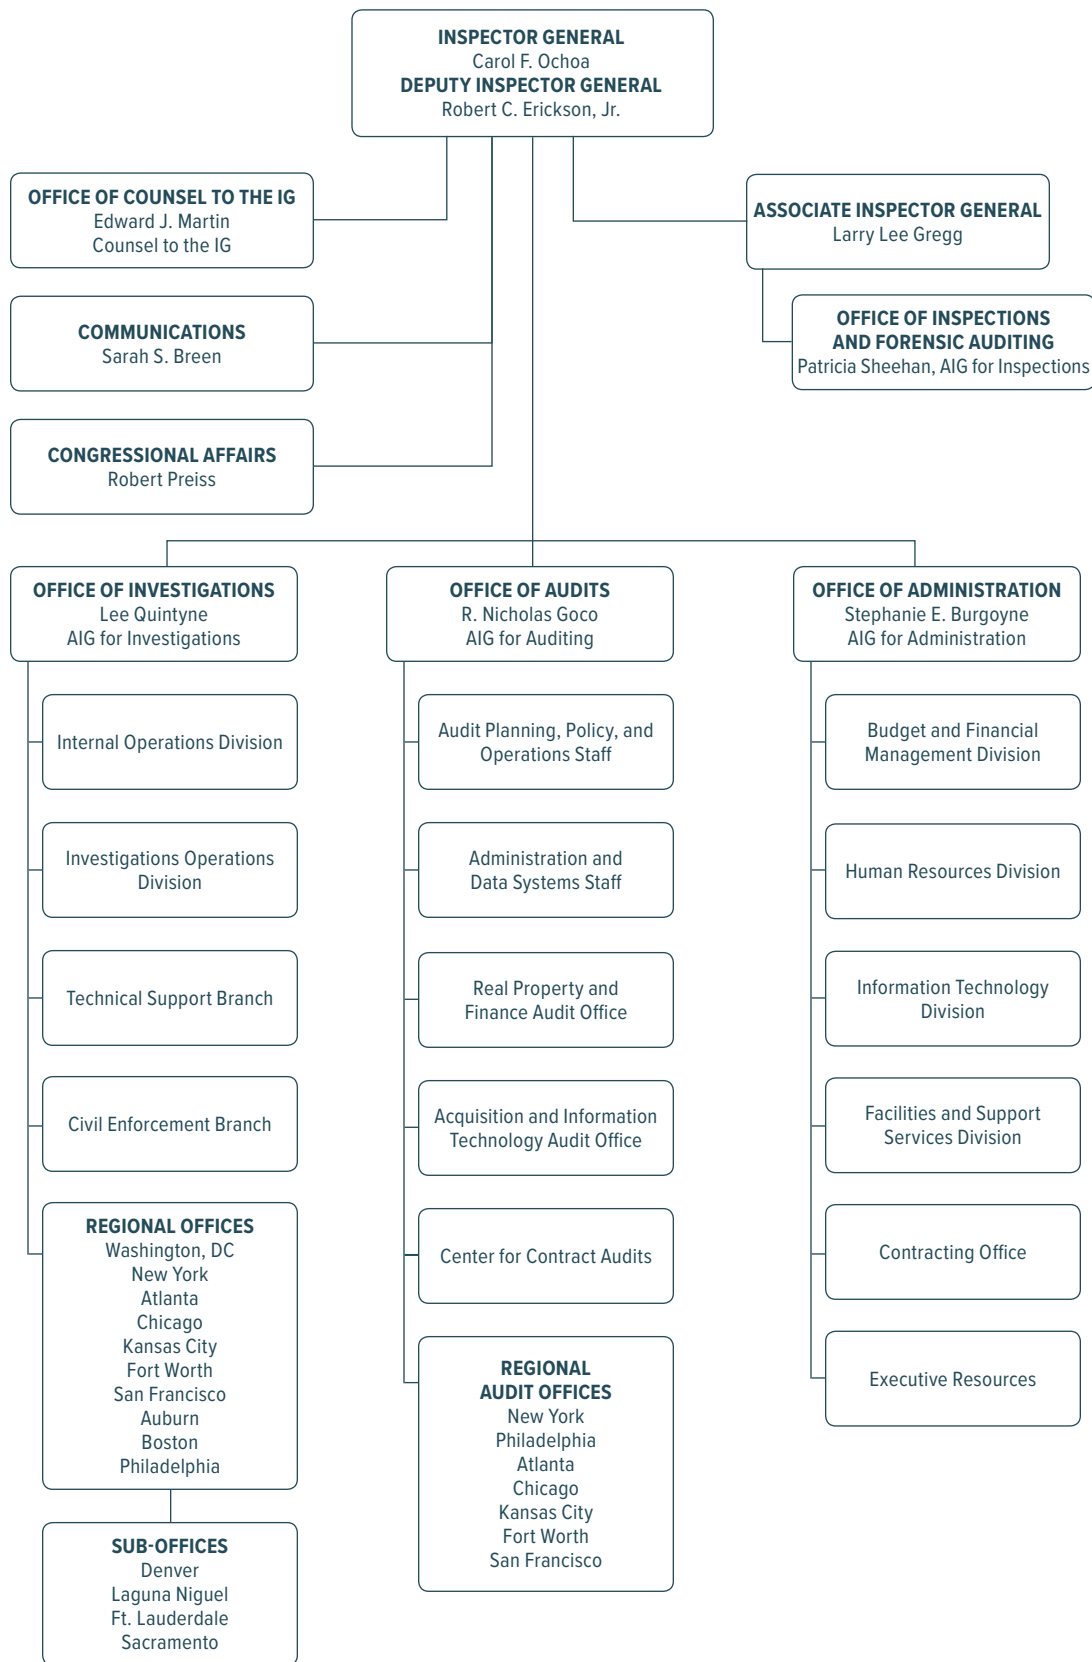 INSPECTOR GENERAL
Carol F. Ochoa
DEPUTY INSPECTOR GENERAL
Robert C. Erickson, Jr.
OFFICE OF COUNSEL TO THE IG
Edward J. Martin
Counsel to the IG
ASSOCIATE INSPECTOR GENERAL
Larry Lee Gregg
COMMUNICATIONS
Sarah S. Breen
OFFICE OF INSPECTIONS
AND FORENSIC AUDITING
Patricia Sheehan, AIG for Inspections
CONGRESSIONAL AFFAIRS
Robert Preiss
OFFICE OF INVESTIGATIONS
Lee Quintyne
AIG for Investigations
Internal Operations Division
Investigations Operations
Division
Technical Support Branch
Civil Enforcement Branch
REGIONAL OFFICES
Washington, DC
New York
Atlanta
Chicago
Kansas City
Fort Worth
San Francisco
Auburn
Boston
Philadelphia
SUB-OFFICES
Denver
Laguna Niguel
Ft. Lauderdale
Sacramento
OFFICE OF AUDITS
R. Nicholas Goco
AIG for Auditing
Audit Planning, Policy, and
Operations Staff
Administration and
Data Systems Staff
Real Property and
Finance Audit Office
Acquisition and Information
Technology Audit Office
Center for Contract Audits
REGIONAL
AUDIT OFFICES
New York
Philadelphia
Atlanta
Chicago
Kansas City
Fort Worth
San Francisco
OFFICE OF ADMINISTRATION
Stephanie E. Burgoyne
AIG for Administration
Budget and Financial
Management Division
Human Resources Division
Information Technology
Division
Facilities and Support
Services Division
Contracting Office
Executive Resources